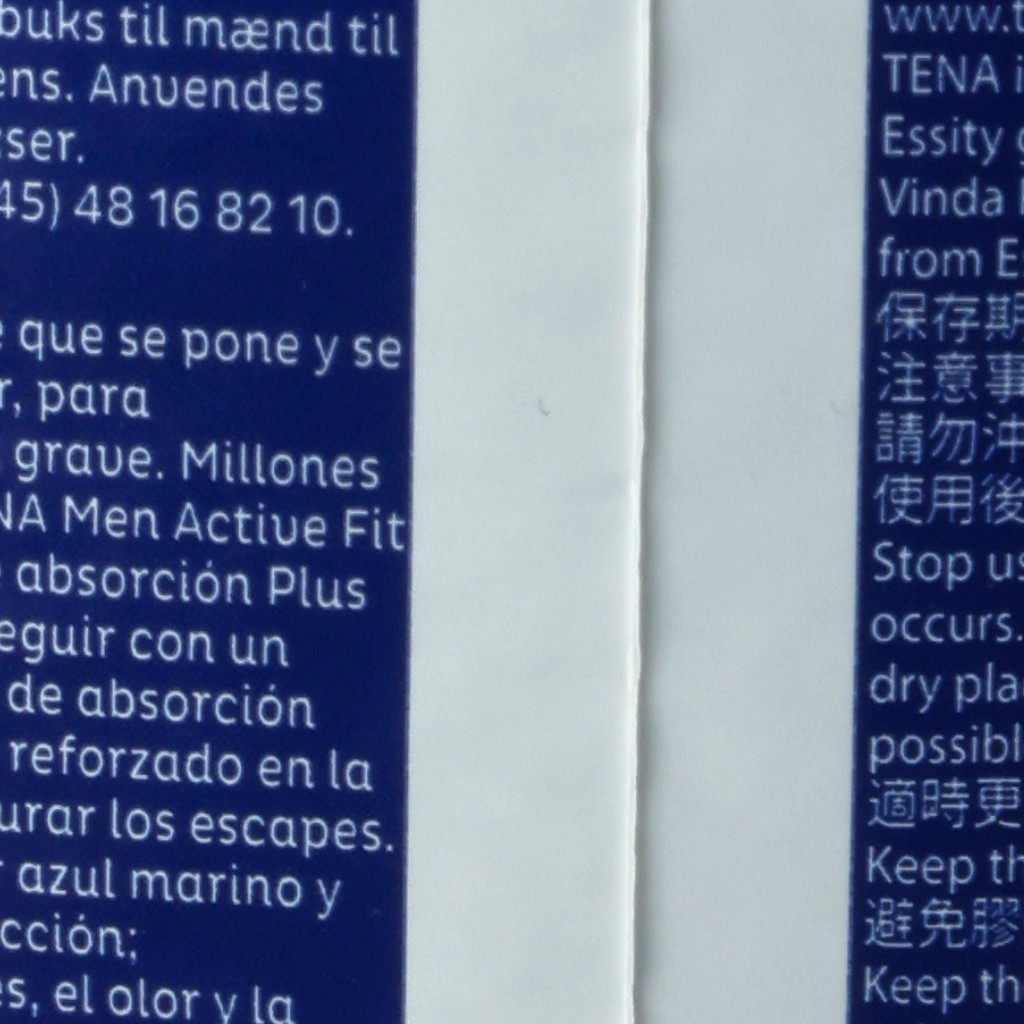 buks til mænd til
ens. Anvendes
ser.
45) 48 16 82 10.
que se pone y se
r, para
grave. Millones
NA Men Active Fit
absorción Plus
eguir con un
de absorción
reforzado en la
urar los escapes.
azul marino y
cción;
es, el olor y la
www.t
TENA i
Essity
Vinda
from E
保存期
注意事
請勿沖
使用後
Stop us
occurs.
dry pla
possibl
適時更
Keep th
避免膠
Keep th